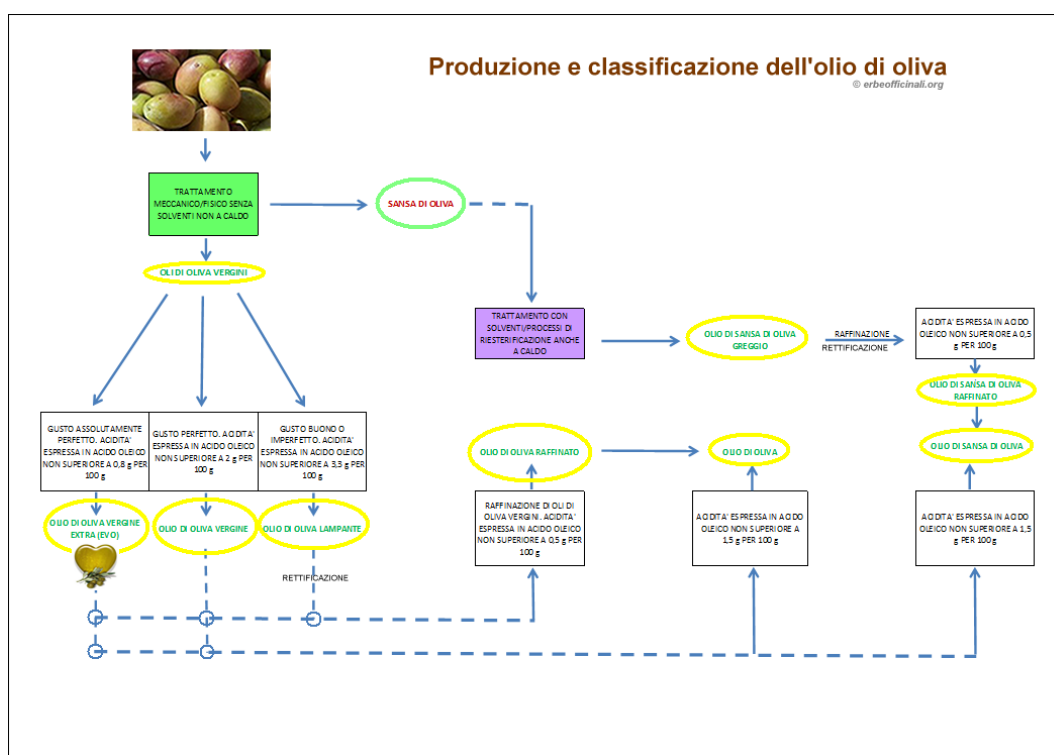 Produzione e classificazione dell'olio di oliva
© erbeofficinali.org
TRATTAMENTO
MECCANICO/FISICO SENZA
SOLVENTI NON A CALDO
SANSA DI OLIVA
OLI DI OLIVA VERGINI
TRATTAMENTO CON
SOLVENTI/PROCESSI DI
RIESTERIFICAZIONE ANCHE
A CALDO
OLIO DI SANSA DI OLIVA
GREGGIO
RAFFINAZIONE
RETTIFICAZIONE
ACIDITA' ESPRESSA IN ACIDO
OLEICO NON SUPERIORE A 0,5
g PER 100 g
OLIO DI SANSA DI OLIVA
RAFFINATO
GUSTO ASSOLUTAMENTE
PERFETTO. ACIDITA'
ESPRESSA IN ACIDO OLEICO
NON SUPERIORE A 0,8 g PER
100 g
GUSTO PERFETTO. ACIDITA'
ESPRESSA IN ACIDO OLEICO
NON SUPERIORE A 2 g PER
100 g
GUSTO BUONO O
IMPERFETTO. ACIDITA'
ESPRESSA IN ACIDO OLEICO
NON SUPERIORE A 3,3 g PER
100 g
OLIO DI OLIVA RAFFINATO
OLIO DI OLIVA
OLIO DI SANSA DI OLIVA
OLIO DI OLIVA VERGINE
EXTRA (EVO)
OLIO DI OLIVA VERGINE
OLIO DI OLIVA LAMPANTE
RAFFINAZIONE DI OLI DI
OLIVA VERGINI. ACIDITA'
ESPRESSA IN ACIDO OLEICO
NON SUPERIORE A 0,5 g PER
100 g
ACIDITA' ESPRESSA IN ACIDO
OLEICO NON SUPERIORE A
1,5 g PER 100 g
ACIDITA' ESPRESSA IN ACIDO
OLEICO NON SUPERIORE A 1,5
g PER 100 g
RETTIFICAZIONE